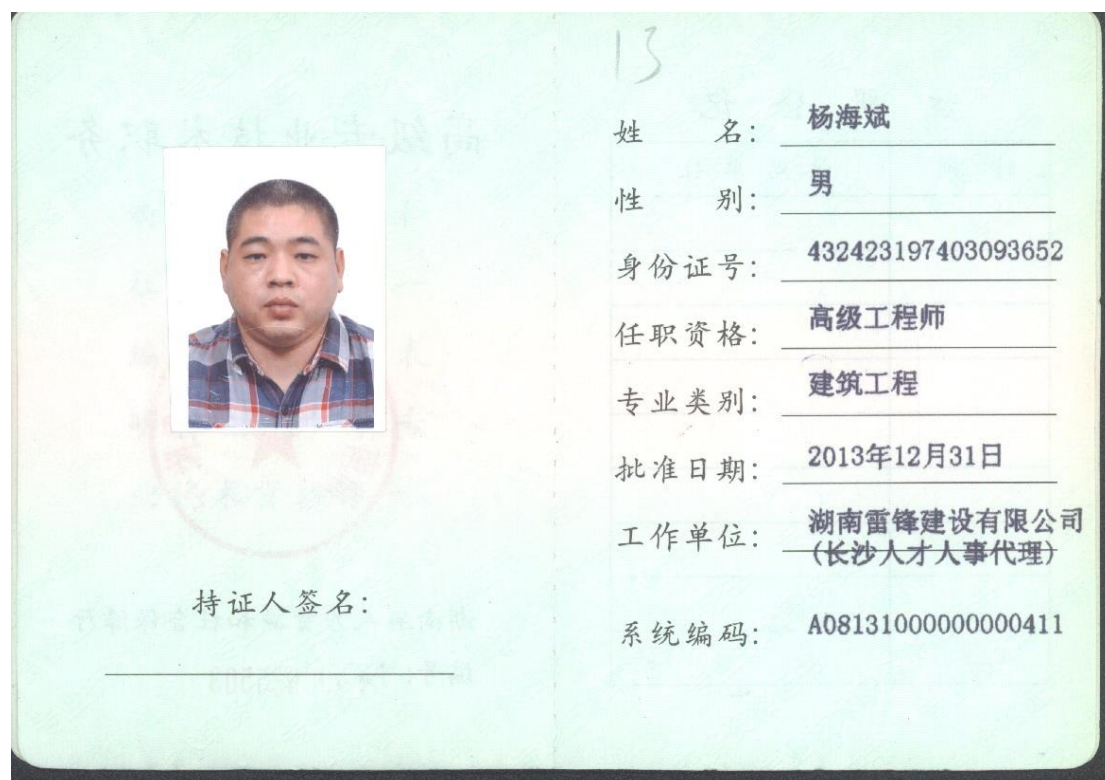 13
姓 名: 杨海斌
性 别: 男
身份证号: 432423197403093652
任职资格: 高级工程师
专业类别: 建筑工程
批准日期: 2013年12月31日
工作单位: 湖南雷锋建设有限公司
(长沙人才人事代理)
持证人签名:
系统编码: A08131000000000411